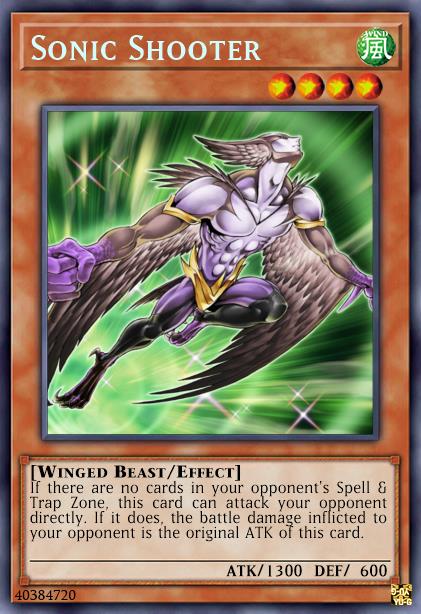 Sonic Shooter
WIND
風
[Winged Beast/Effect]
If there are no cards in your opponent's Spell &
Trap Zone, this card can attack your opponent
directly. If it does, the battle damage inflicted to
your opponent is the original ATK of this card.
ATK/1300 DEF/ 600
40384720